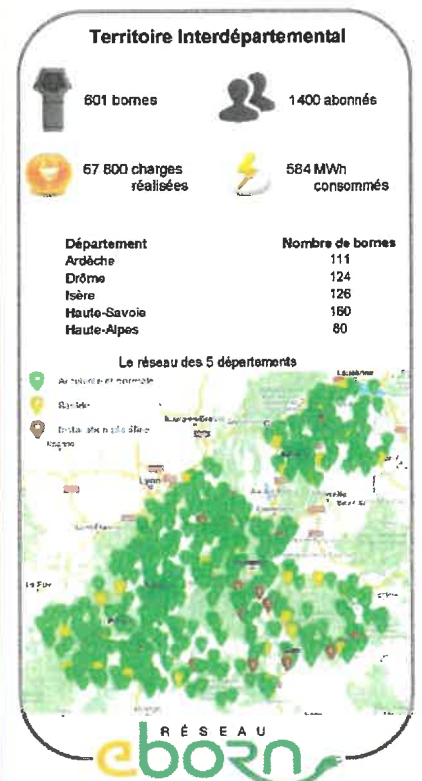 Territoire Interdépartemental
601 bornes
1400 abonnés
67 800 charges
réalisées
584 MWh
consommés
Département Nombre de bornes
Ardèche 111
Drôme 124
Isère 126
Haute-Savoie 160
Haute-Alpes 80
Le réseau des 5 départements
Lausanne
Lyon
RÉSEAU
eborn